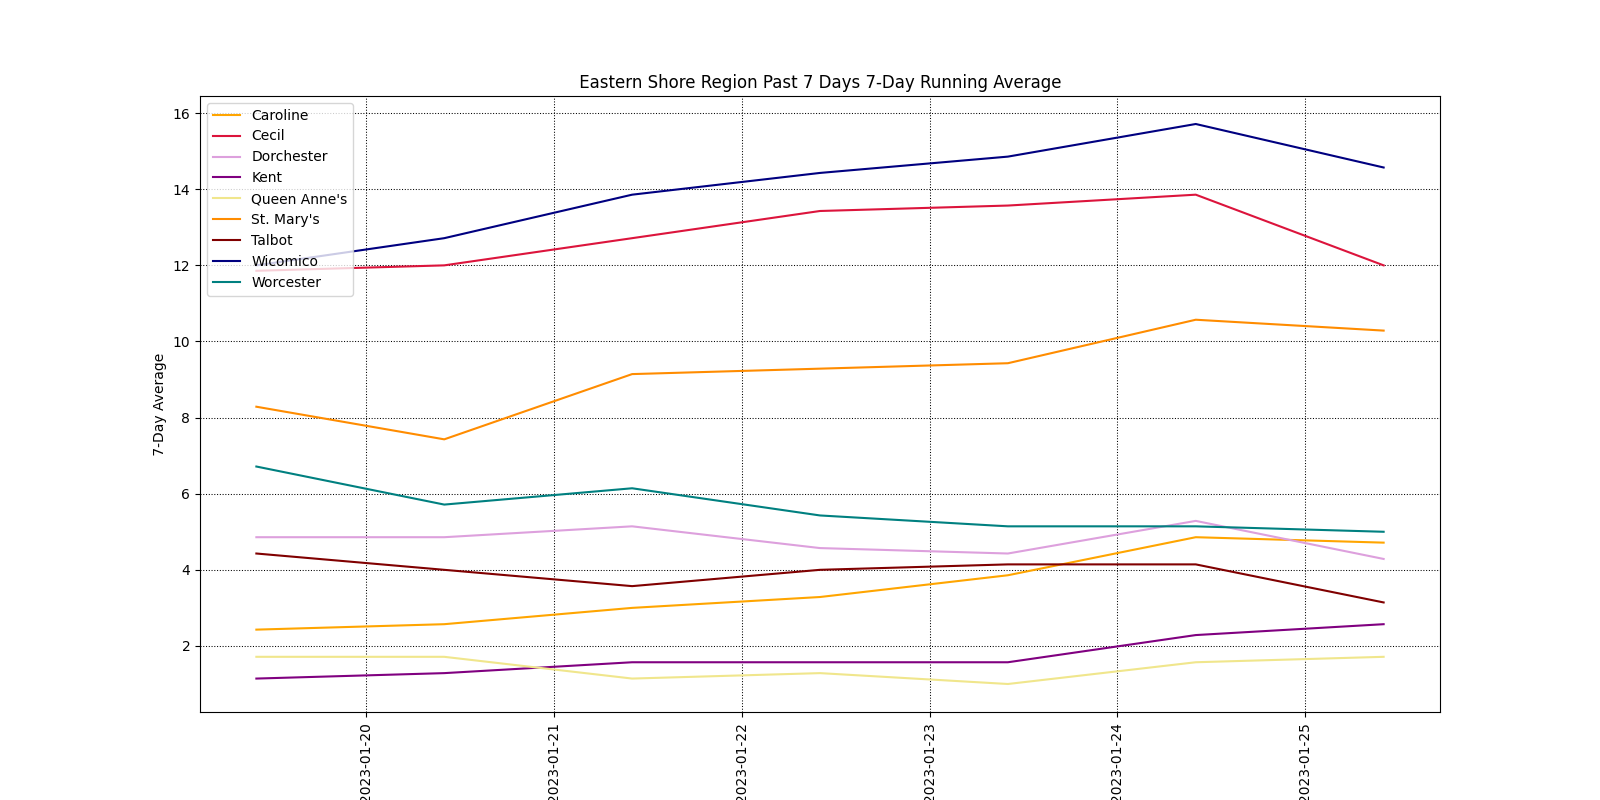 Eastern Shore Region Past 7 Days 7-Day Running Average
16
14
12
10
8
6
4
2
7-Day Average
Caroline
Cecil
Dorchester
Kent
Queen Anne's
St. Mary's
Talbot
Wicomico
Worcester
2023-01-20
2023-01-21
2023-01-22
2023-01-23
2023-01-24
2023-01-25